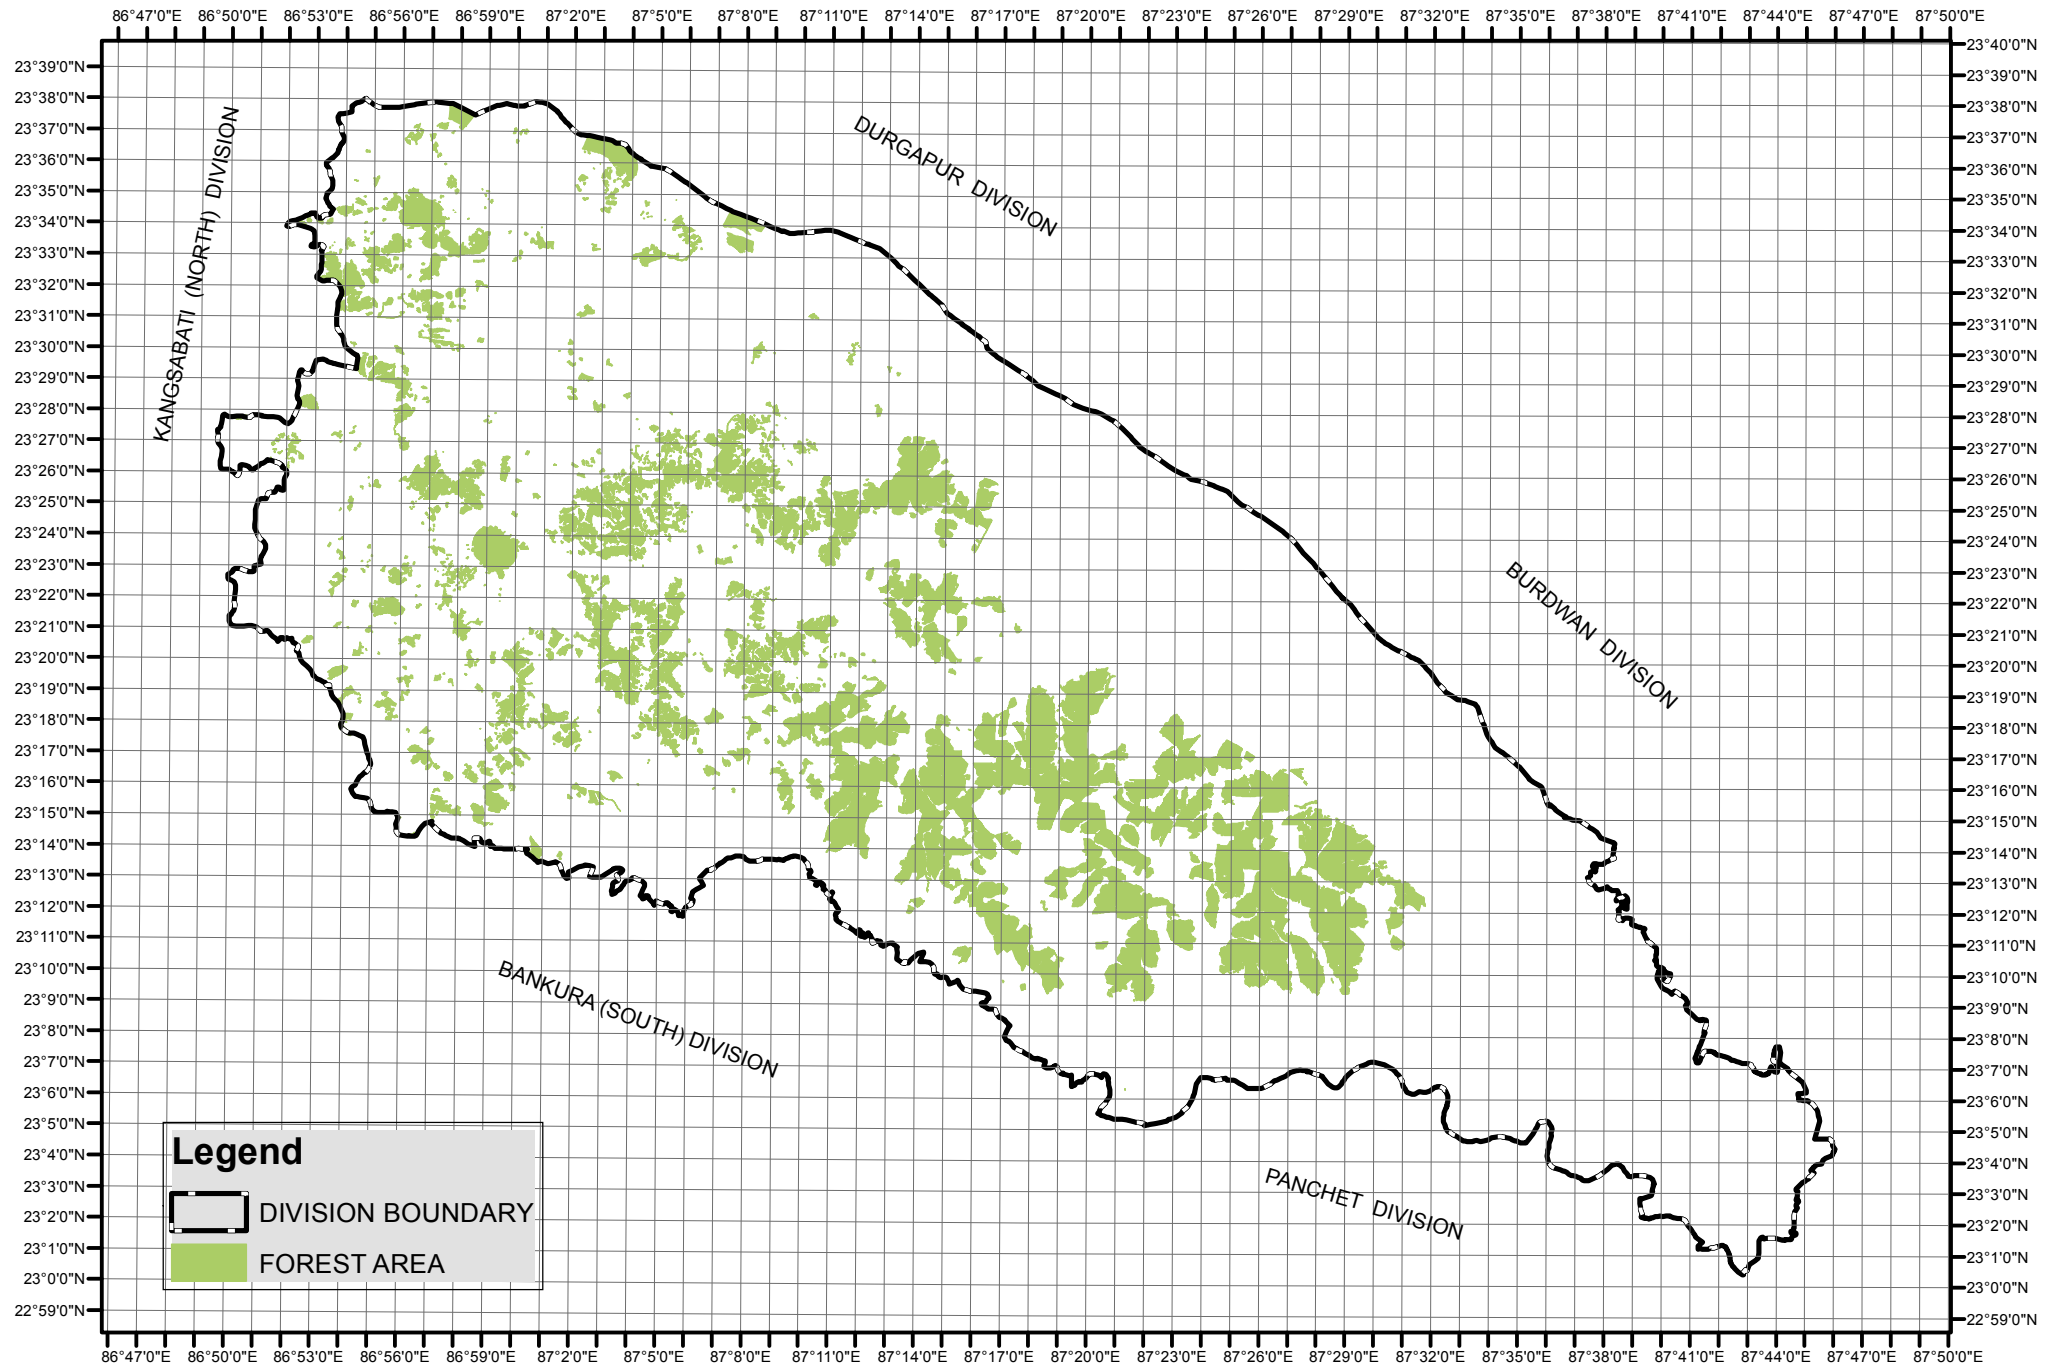 86°47'0"E 86°50'0"E 86°53'0"E 86°56'0"E 86°59'0"E 87°2'0"E 87°5'0"E 87°8'0"E 87°11'0"E 87°14'0"E 87°17'0"E 87°20'0"E 87°23'0"E 87°26'0"E 87°29'0"E 87°32'0"E 87°35'0"E 87°38'0"E 87°41'0"E 87°44'0"E 87°47'0"E 87°50'0"E
23°40'0"N
23°39'0"N 23°39'0"N
23°38'0"N 23°38'0"N
23°37'0"N 23°37'0"N
23°36'0"N 23°36'0"N
23°35'0"N 23°35'0"N
23°34'0"N 23°34'0"N
23°33'0"N 23°33'0"N
23°32'0"N 23°32'0"N
23°31'0"N 23°31'0"N
23°30'0"N 23°30'0"N
23°29'0"N 23°29'0"N
23°28'0"N 23°28'0"N
23°27'0"N 23°27'0"N
23°26'0"N 23°26'0"N
23°25'0"N 23°25'0"N
23°24'0"N 23°24'0"N
23°23'0"N 23°23'0"N
23°22'0"N 23°22'0"N
23°21'0"N 23°21'0"N
23°20'0"N 23°20'0"N
23°19'0"N 23°19'0"N
23°18'0"N 23°18'0"N
23°17'0"N 23°17'0"N
23°16'0"N 23°16'0"N
23°15'0"N 23°15'0"N
23°14'0"N 23°14'0"N
23°13'0"N 23°13'0"N
23°12'0"N 23°12'0"N
23°11'0"N 23°11'0"N
23°10'0"N 23°10'0"N
23°9'0"N 23°9'0"N
23°8'0"N 23°8'0"N
23°7'0"N 23°7'0"N
23°6'0"N 23°6'0"N
23°5'0"N 23°5'0"N
23°4'0"N 23°4'0"N
23°3'0"N 23°3'0"N
23°2'0"N 23°2'0"N
23°1'0"N 23°1'0"N
23°0'0"N 23°0'0"N
22°59'0"N 22°59'0"N
KANGSABATI (NORTH) DIVISION
DURGAPUR DIVISION
BURDWAN DIVISION
BANKURA (SOUTH) DIVISION
PANCHET DIVISION
Legend
DIVISION BOUNDARY
FOREST AREA
86°47'0"E 86°50'0"E 86°53'0"E 86°56'0"E 86°59'0"E 87°2'0"E 87°5'0"E 87°8'0"E 87°11'0"E 87°14'0"E 87°17'0"E 87°20'0"E 87°23'0"E 87°26'0"E 87°29'0"E 87°32'0"E 87°35'0"E 87°38'0"E 87°41'0"E 87°44'0"E 87°47'0"E 87°50'0"E